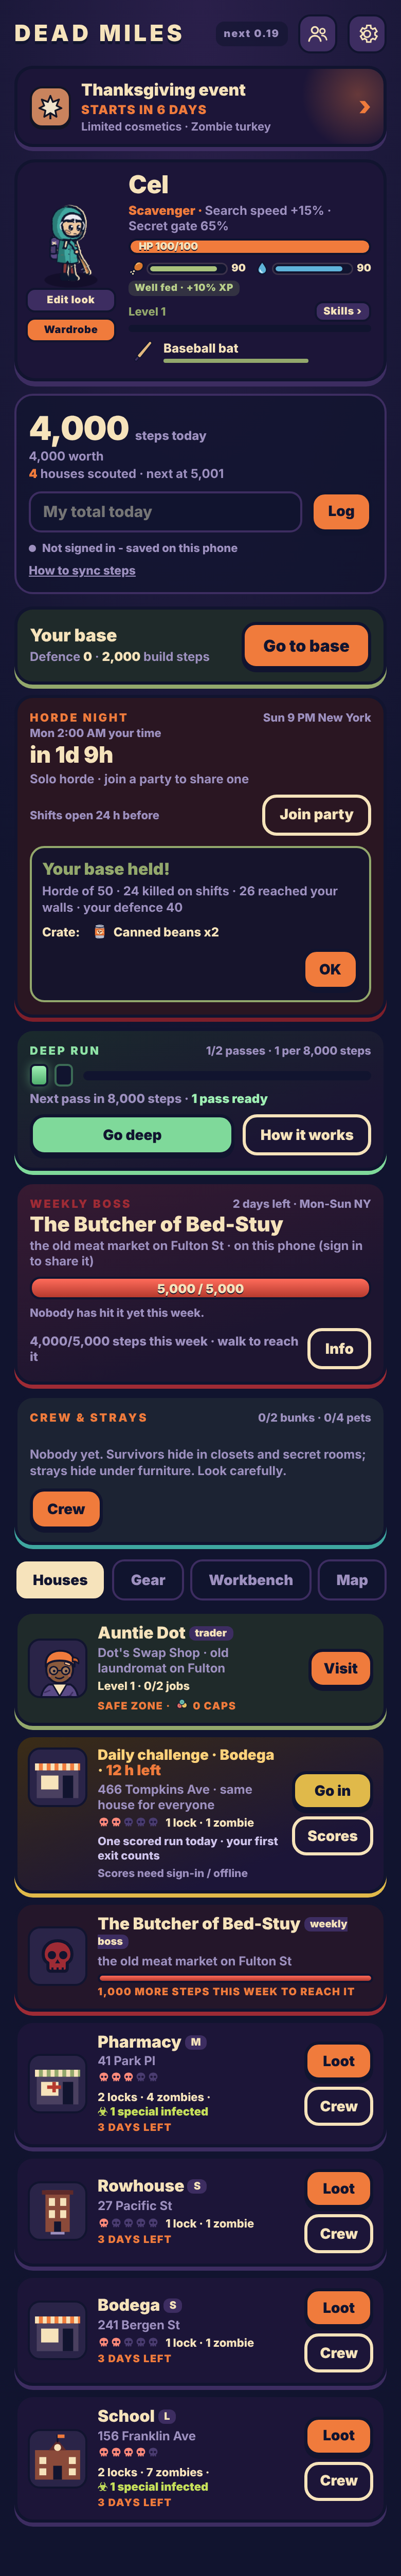 DEAD MILES
next 0.19
Thanksgiving event
STARTS IN 6 DAYS
Limited cosmetics · Zombie turkey
Cel
Scavenger · Search speed +15% ·
Secret gate 65%
HP 100/100
90
90
Well fed · +10% XP
Level 1
Skills ›
Edit look
Wardrobe
Baseball bat
4,000 steps today
4,000 worth
4 houses scouted · next at 5,001
My total today
Log
Not signed in - saved on this phone
How to sync steps
Your base
Defence 0 · 2,000 build steps
Go to base
HORDE NIGHT
Sun 9 PM New York
Mon 2:00 AM your time
in 1d 9h
Solo horde · join a party to share one
Shifts open 24 h before
Join party
Your base held!
Horde of 50 · 24 killed on shifts · 26 reached your
walls · your defence 40
Crate: Canned beans x2
OK
DEEP RUN
1/2 passes · 1 per 8,000 steps
Next pass in 8,000 steps · 1 pass ready
Go deep
How it works
WEEKLY BOSS
2 days left · Mon-Sun NY
The Butcher of Bed-Stuy
the old meat market on Fulton St · on this phone (sign in
to share it)
5,000 / 5,000
Nobody has hit it yet this week.
4,000/5,000 steps this week · walk to reach
it
Info
CREW & STRAYS
0/2 bunks · 0/4 pets
Nobody yet. Survivors hide in closets and secret rooms;
strays hide under furniture. Look carefully.
Crew
Houses
Gear
Workbench
Map
Auntie Dot trader
Dot's Swap Shop · old
laundromat on Fulton
Level 1 · 0/2 jobs
SAFE ZONE · 0 CAPS
Visit
Daily challenge · Bodega
· 12 h left
466 Tompkins Ave · same
house for everyone
1 lock · 1 zombie
One scored run today · your first
exit counts
Scores need sign-in / offline
Go in
Scores
The Butcher of Bed-Stuy weekly
boss
the old meat market on Fulton St
1,000 MORE STEPS THIS WEEK TO REACH IT
Pharmacy M
41 Park Pl
2 locks · 4 zombies ·
☣ 1 special infected
3 DAYS LEFT
Loot
Crew
Rowhouse S
27 Pacific St
1 lock · 1 zombie
3 DAYS LEFT
Loot
Crew
Bodega S
241 Bergen St
1 lock · 1 zombie
3 DAYS LEFT
Loot
Crew
School L
156 Franklin Ave
2 locks · 7 zombies ·
☣ 1 special infected
3 DAYS LEFT
Loot
Crew